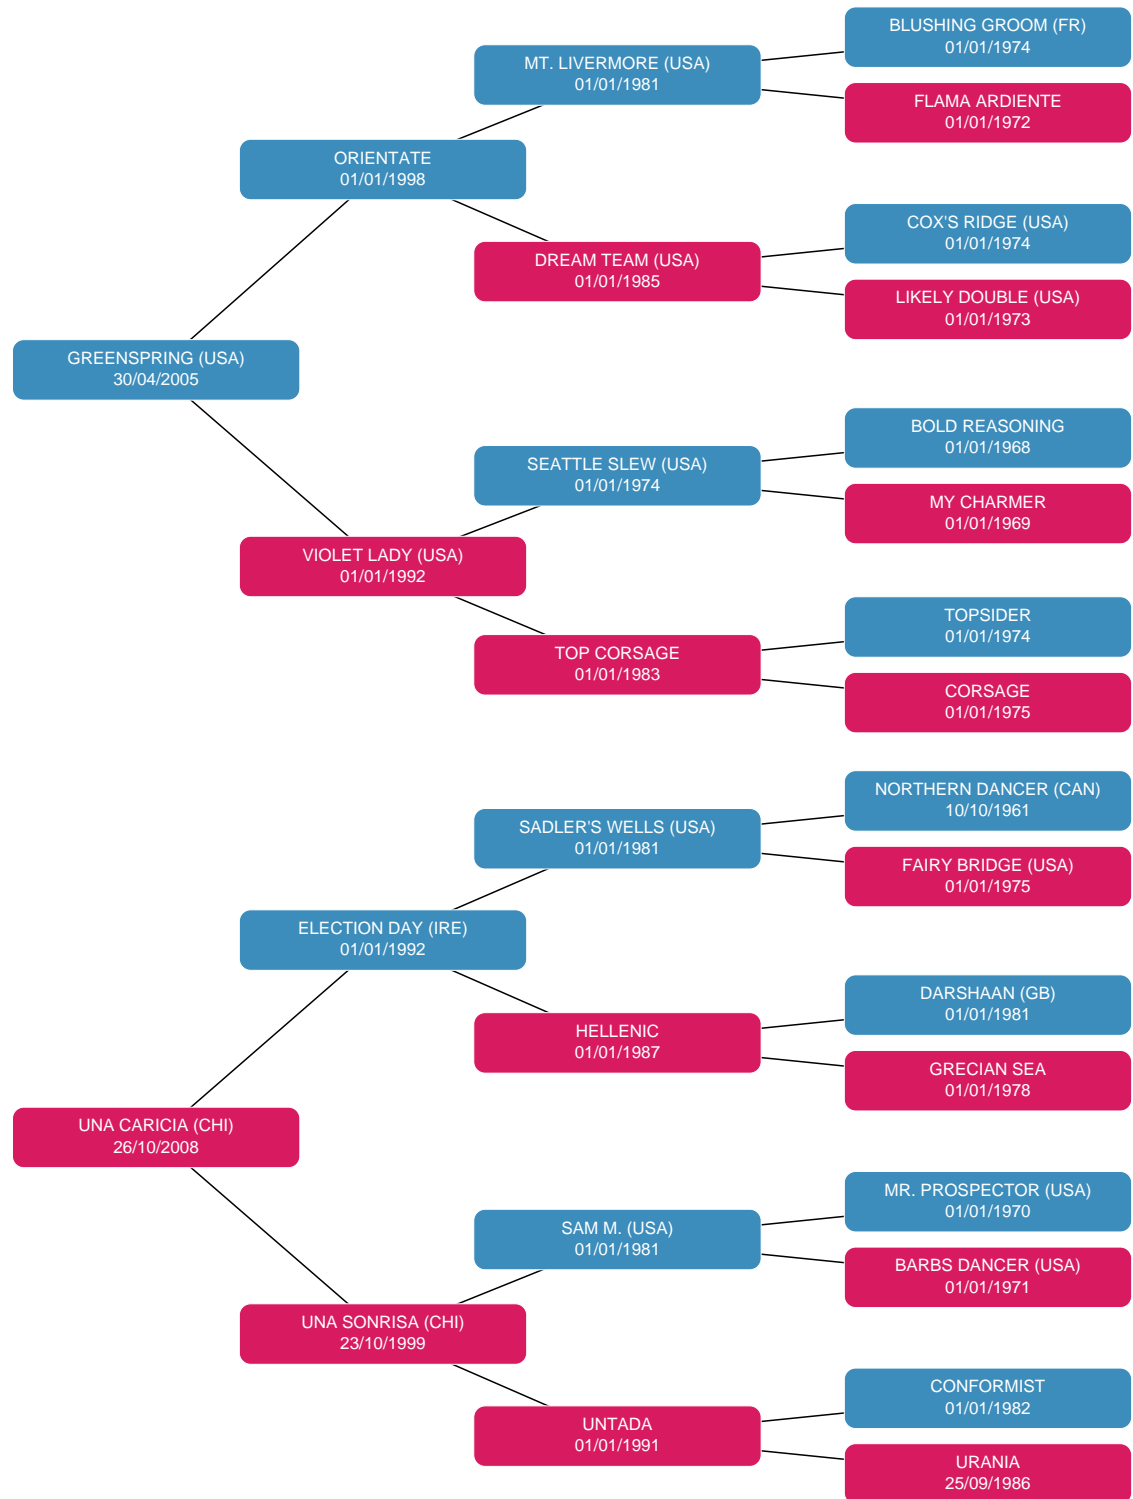 BLUSHING GROOM (FR)
01/01/1974
MT. LIVERMORE (USA)
01/01/1981
FLAMA ARDIENTE
01/01/1972
ORIENTATE
01/01/1998
COX'S RIDGE (USA)
01/01/1974
DREAM TEAM (USA)
01/01/1985
LIKELY DOUBLE (USA)
01/01/1973
GREENSPRING (USA)
30/04/2005
BOLD REASONING
01/01/1968
SEATTLE SLEW (USA)
01/01/1974
MY CHARMER
01/01/1969
VIOLET LADY (USA)
01/01/1992
TOPSIDER
01/01/1974
TOP CORSAGE
01/01/1983
CORSAGE
01/01/1975
NORTHERN DANCER (CAN)
10/10/1961
SADLER'S WELLS (USA)
01/01/1981
FAIRY BRIDGE (USA)
01/01/1975
ELECTION DAY (IRE)
01/01/1992
DARSHAAN (GB)
01/01/1981
HELLENIC
01/01/1987
GRECIAN SEA
01/01/1978
UNA CARICIA (CHI)
26/10/2008
MR. PROSPECTOR (USA)
01/01/1970
SAM M. (USA)
01/01/1981
BARBS DANCER (USA)
01/01/1971
UNA SONRISA (CHI)
23/10/1999
CONFORMIST
01/01/1982
UNTADA
01/01/1991
URANIA
25/09/1986